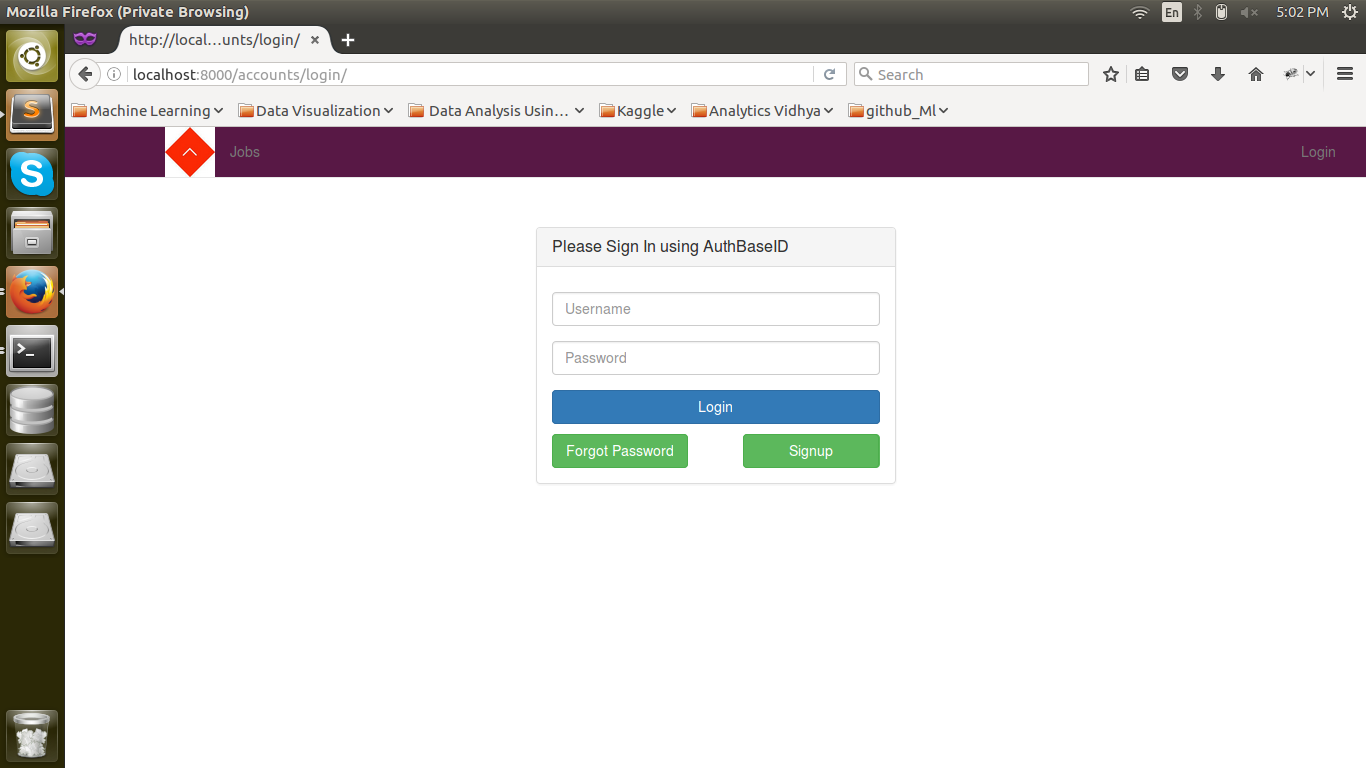 Mozilla Firefox (Private Browsing)
En
5:02 PM
http://local...unts/login/
localhost:8000/accounts/login/
Search
Machine Learning
Data Visualization
Data Analysis Usin...
Kaggle
Analytics Vidhya
github_Ml
Jobs
Login
Please Sign In using AuthBaseID
Username
Password
Login
Forgot Password
Signup